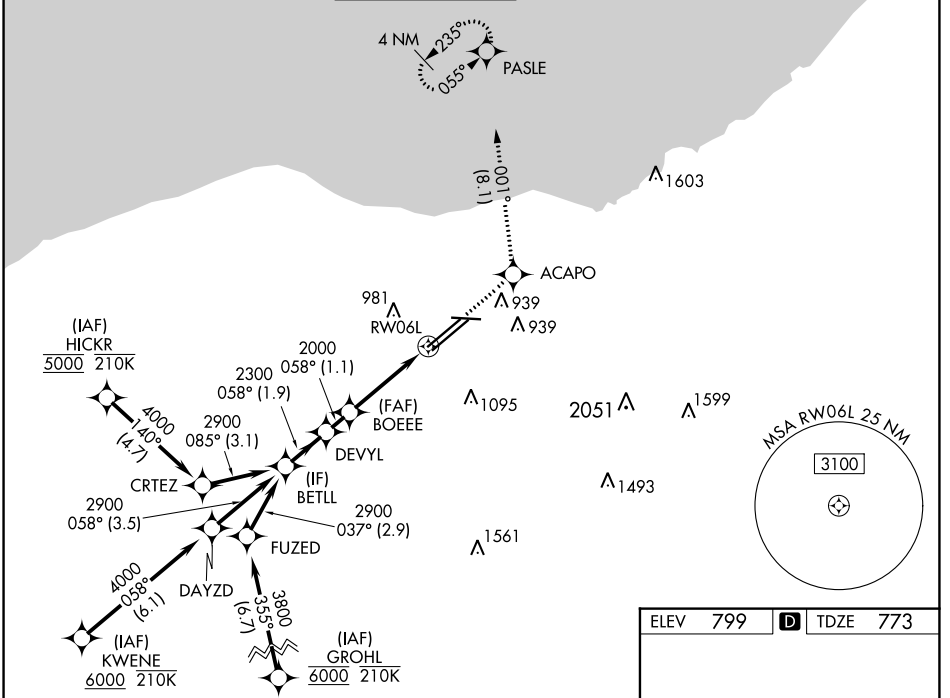 4 NM
235°
055°
PASLE
001°
(8.1)
1603
ACAPO
981
939
RW06L
939
(IAF)
HICKR
5000 210K
2000
058° (1.1)
2300
058° (1.9)
4000
140°
(4.7)
2900
085° (3.1)
(FAF)
BOEEE
1095
2051
1599
MSA RW06L 25 NM
3100
DEVYL
CRTEZ
(IF)
BETLL
1493
2900
058° (3.5)
2900
037° (2.9)
FUZED
1561
DAYZD
4000
058°
(6.1)
3800
355°
(6.7)
(IAF)
KWENE
6000 210K
(IAF)
GROHL
6000 210K
ELEV 799 D TDZE 773